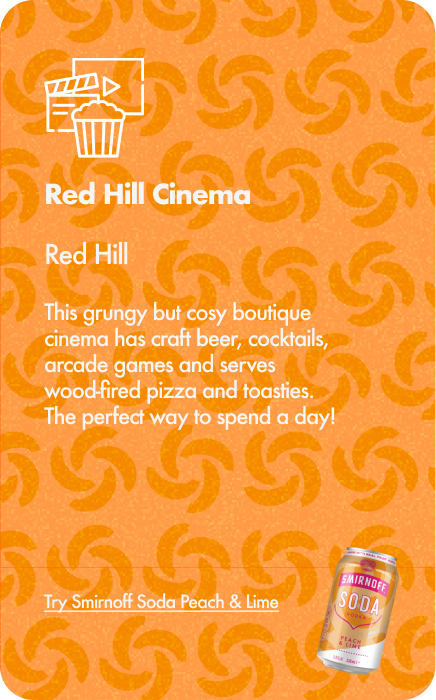 Red Hill Cinema
Red Hill
This grungy but cosy boutique
cinema has craft beer, cocktails,
arcade games and serves
wood-fired pizza and toasties.
The perfect way to spend a day!
Try Smirnoff Soda Peach & Lime
SMIRNOFF
SODA
VODKA
PEACH
& LIME